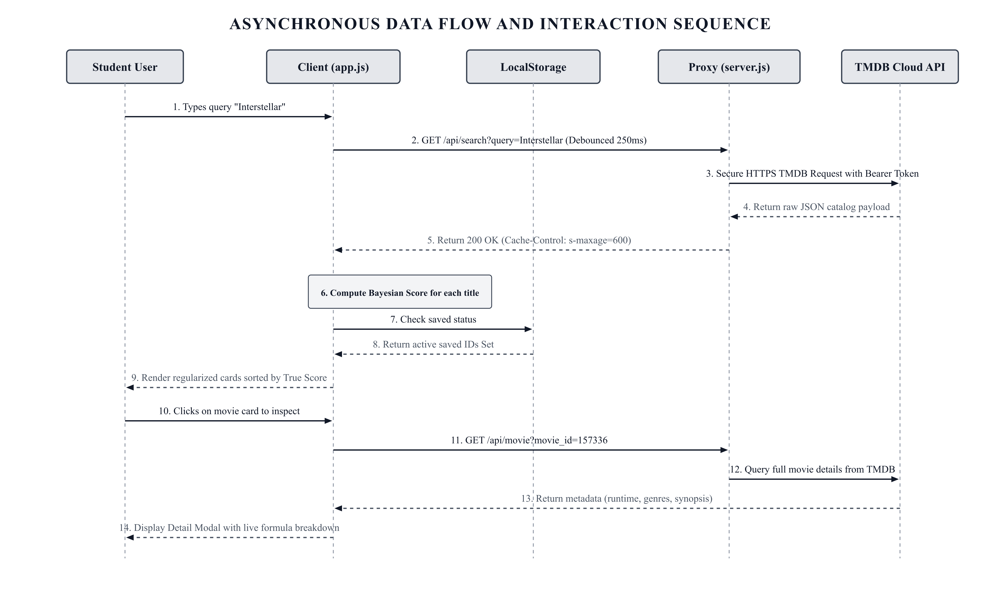 ASYNCHRONOUS DATA FLOW AND INTERACTION SEQUENCE
Student User
Client (app.js)
LocalStorage
Proxy (server.js)
TMDB Cloud API
1. Types query "Interstellar"
2. GET /api/search?query=Interstellar (Debounced 250ms)
3. Secure HTTPS TMDB Request with Bearer Token
4. Return raw JSON catalog payload
5. Return 200 OK (Cache-Control: s-maxage=600)
6. Compute Bayesian Score for each title
7. Check saved status
8. Return active saved IDs Set
9. Render regularized cards sorted by True Score
10. Clicks on movie card to inspect
11. GET /api/movie?movie_id=157336
12. Query full movie details from TMDB
13. Return metadata (runtime, genres, synopsis)
14. Display Detail Modal with live formula breakdown